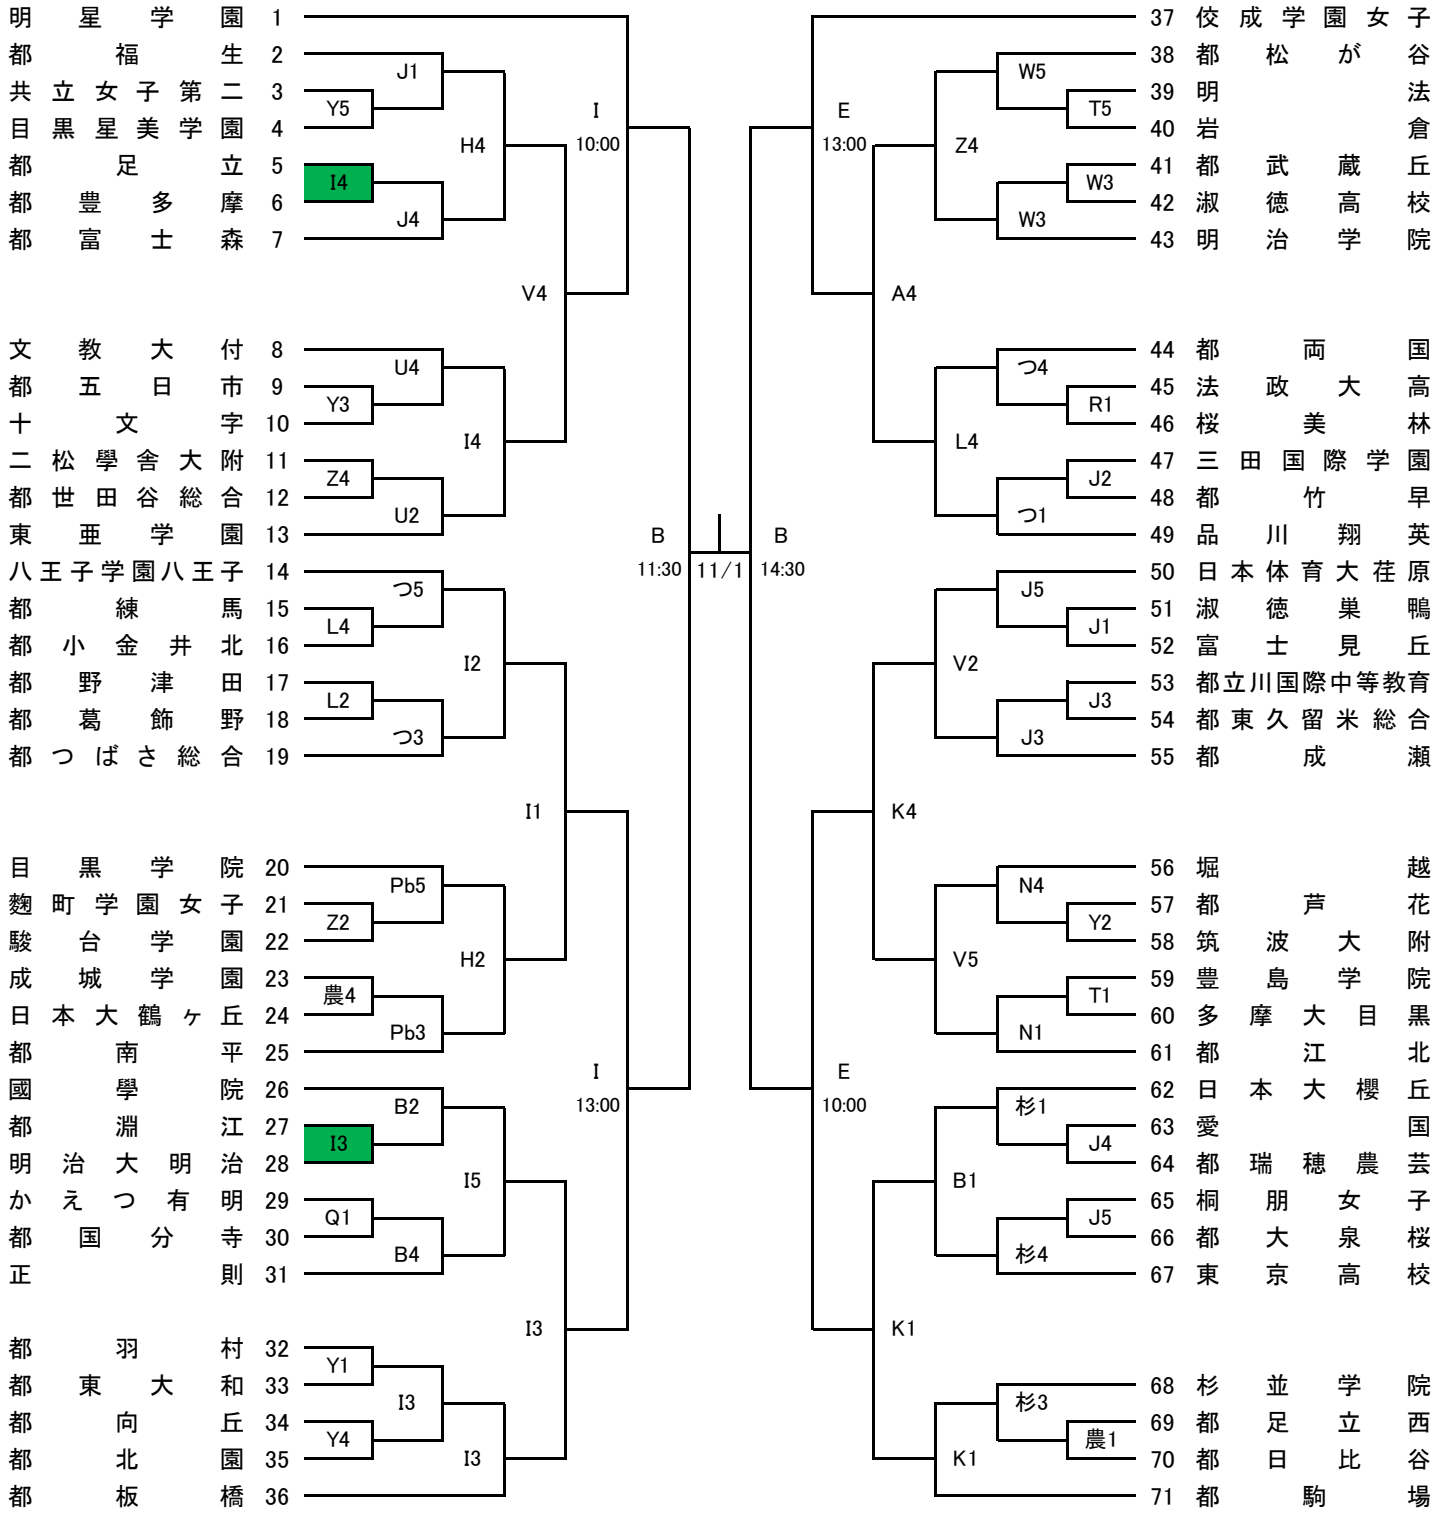 明星学園 1
都福生 2
共立女子第二 3
目黒星美学園 4
都足立 5
都豊多摩 6
都富士森 7
文教大付 8
都五日市 9
十文字 10
二松學舎大附 11
都世田谷総合 12
東亜学園 13
八王子学園八王子 14
都練馬 15
都小金井北 16
都野津田 17
都葛飾野 18
都つばさ総合 19
目黒学院 20
麴町学園女子 21
駿台学園 22
成城学園 23
日本大鶴ヶ丘 24
都南平 25
國學院 26
都淵江 27
明治大明治 28
かえつ有明 29
都国分寺 30
正則 31
都羽村 32
都東大和 33
都向丘 34
都北園 35
都板橋 36
J1
Y5
I4
J4
H4
U4
Y3
Z4
U2
I4
V4
つ5
L4
L2
つ3
I2
Pb5
Z2
農4
Pb3
H2
I1
B2
I3
Q1
B4
I5
Y1
I3
Y4
I3
I3
I
10:00
I
13:00
B
11:30
11/1
B
14:30
E
13:00
E
10:00
W5
T5
Z4
W3
W3
A4
つ4
R1
L4
J2
つ1
J5
J1
V2
J3
J3
K4
N4
Y2
V5
T1
N1
杉1
J4
B1
J5
杉4
K1
杉3
農1
K1
37 佼成学園女子
38 都松が谷
39 明法
40 岩倉
41 都武蔵丘
42 淑徳高校
43 明治学院
44 都両国
45 法政大高
46 桜美林
47 三田国際学園
48 都竹早
49 品川翔英
50 日本体育大荏原
51 淑徳巣鴨
52 富士見丘
53 都立川国際中等教育
54 都東久留米総合
55 都成瀬
56 堀越
57 都芦花
58 筑波大附
59 豊島学院
60 多摩大目黒
61 都江北
62 日本大櫻丘
63 愛国
64 都瑞穂農芸
65 桐朋女子
66 都大泉桜
67 東京高校
68 杉並学院
69 都足立西
70 都日比谷
71 都駒場